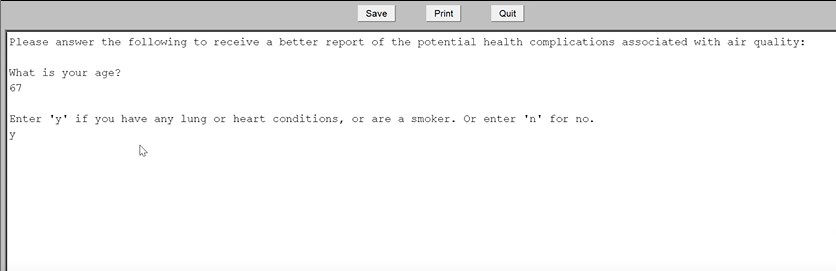 Save Print Quit
Please answer the following to receive a better report of the potential health complications associated with air quality:
What is your age?
67
Enter 'y' if you have any lung or heart conditions, or are a smoker. Or enter 'n' for no.
y